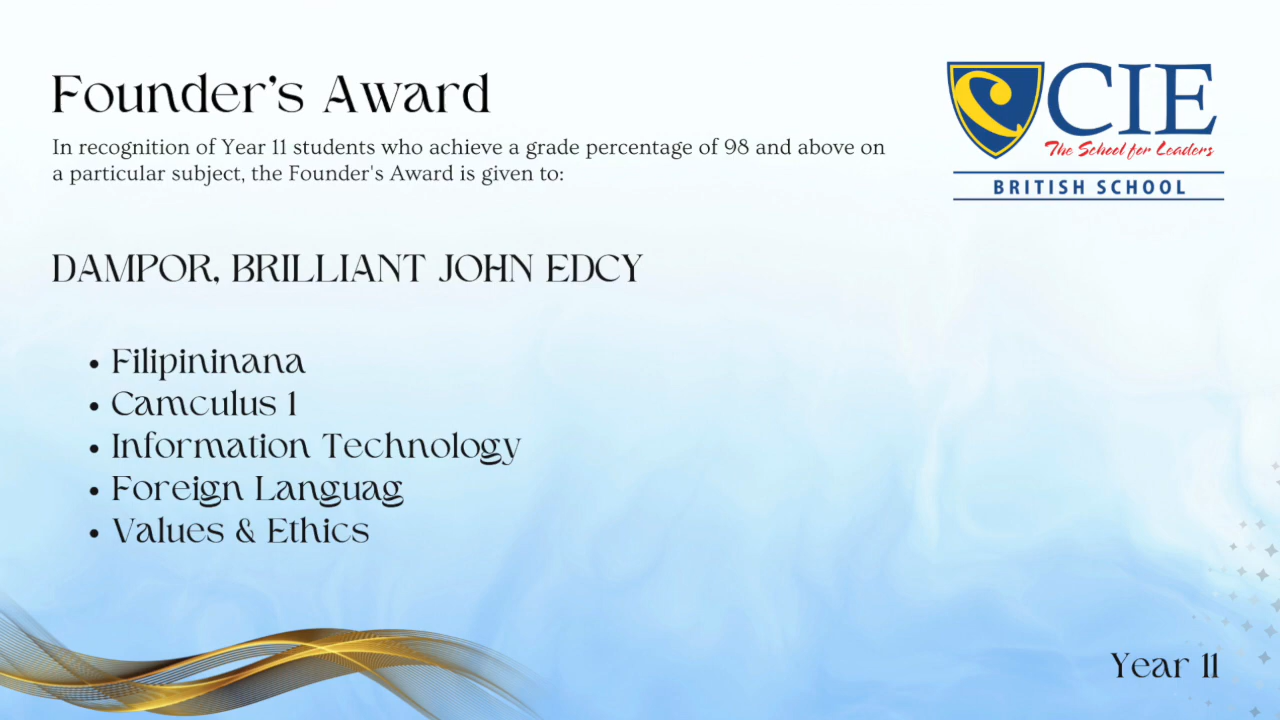 Founder's Award
In recognition of Year 11 students who achieve a grade percentage of 98 and above on
a particular subject, the Founder's Award is given to:
CIE
The School for Leaders
BRITISH SCHOOL
DAMPOR, BRILLIANT JOHN EDCY
• Filipininana
• Camculus 1
• Information Technology
• Foreign Languag
• Values & Ethics
Year 11